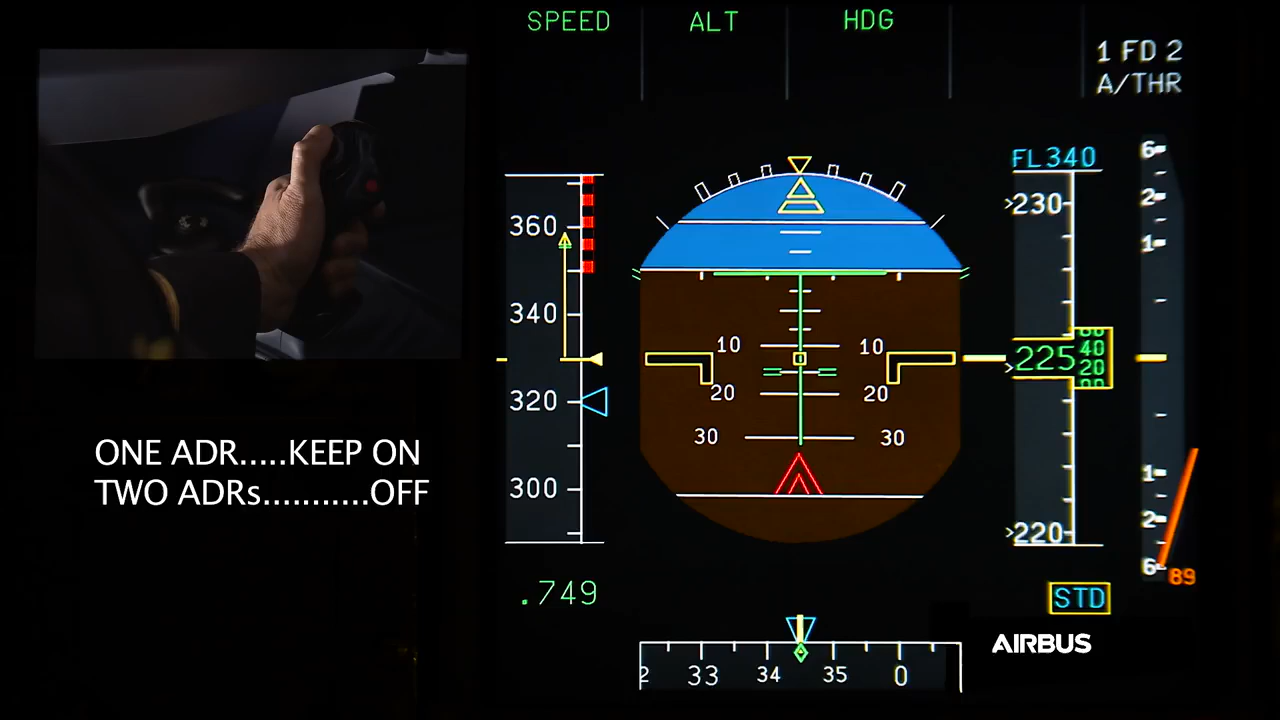 SPEED ALT HDG
1 FD 2
A/THR
FL340
360
340
320
300
.749
10 10
20 20
30 30
230
225
60
40
20
00
220
6
2
1
1
2
6
89
STD
2 33 34 35 0
ONE ADR.....KEEP ON
TWO ADRs...........OFF
AIRBUS